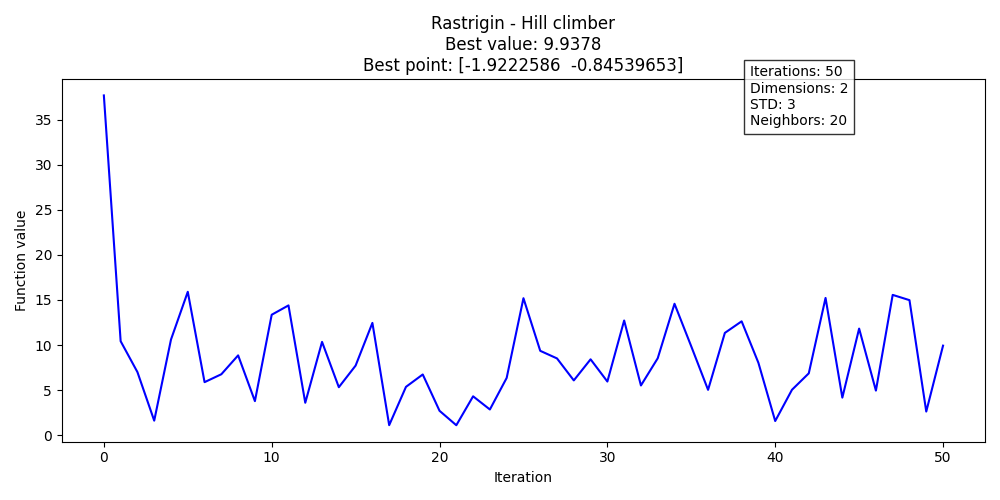 Rastrigin - Hill climber
Best value: 9.9378
Best point: [-1.9222586  -0.84539653]
Iterations: 50
Dimensions: 2
STD: 3
Neighbors: 20
Function value
35
30
25
20
15
10
5
0
0 10 20 30 40 50
Iteration